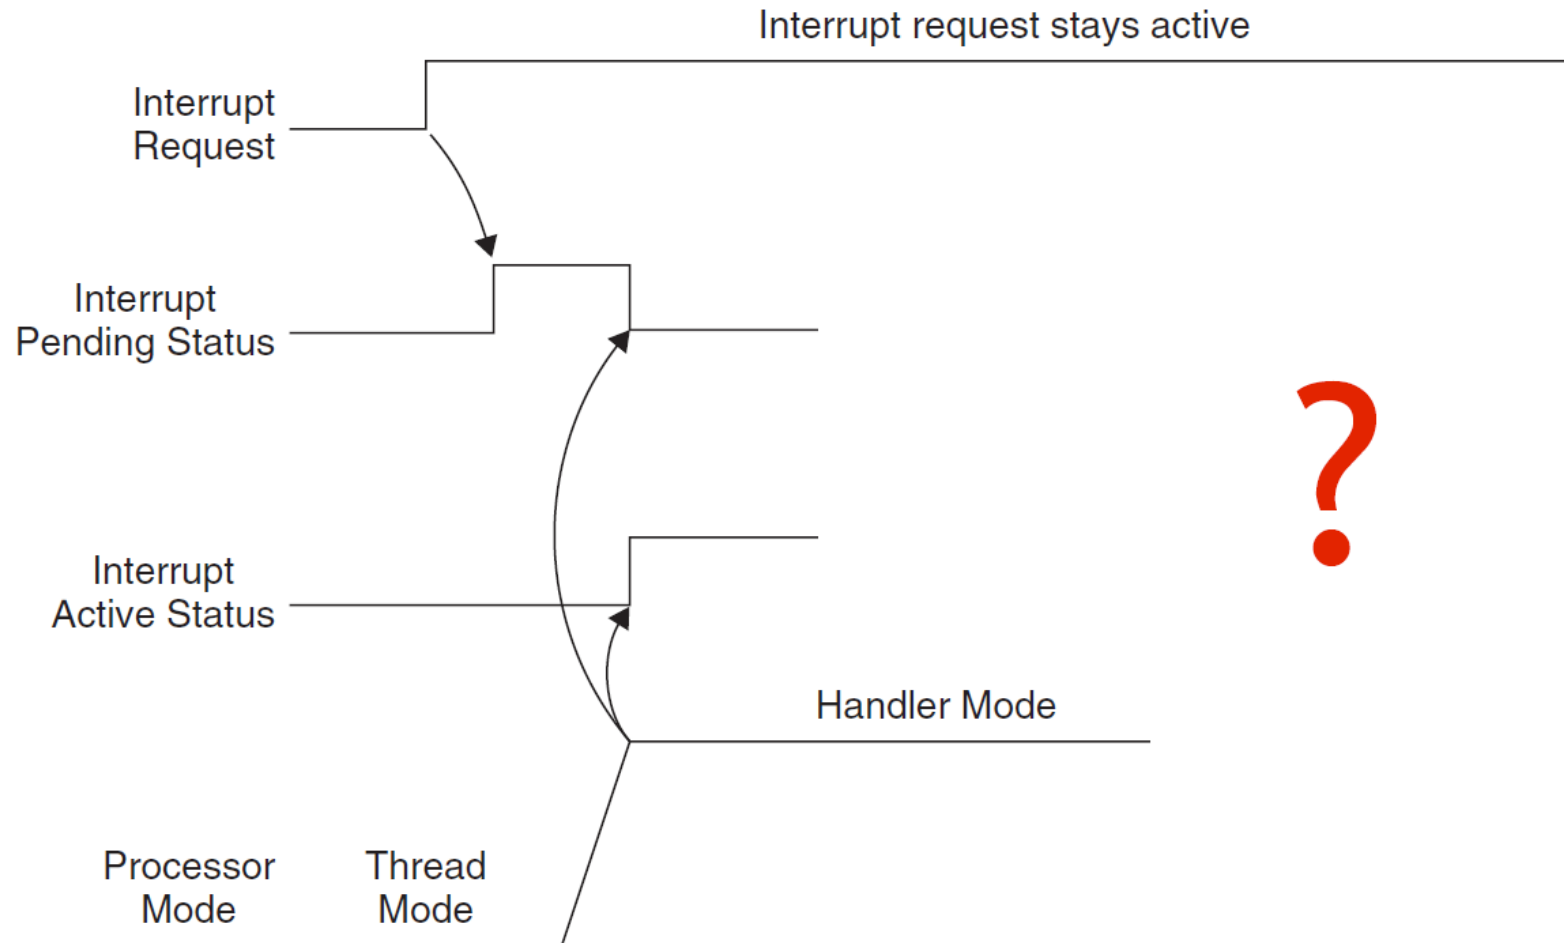 Interrupt request stays active
Interrupt
Request
Interrupt
Pending Status
?
Interrupt
Active Status
Handler Mode
Processor
Mode
Thread
Mode